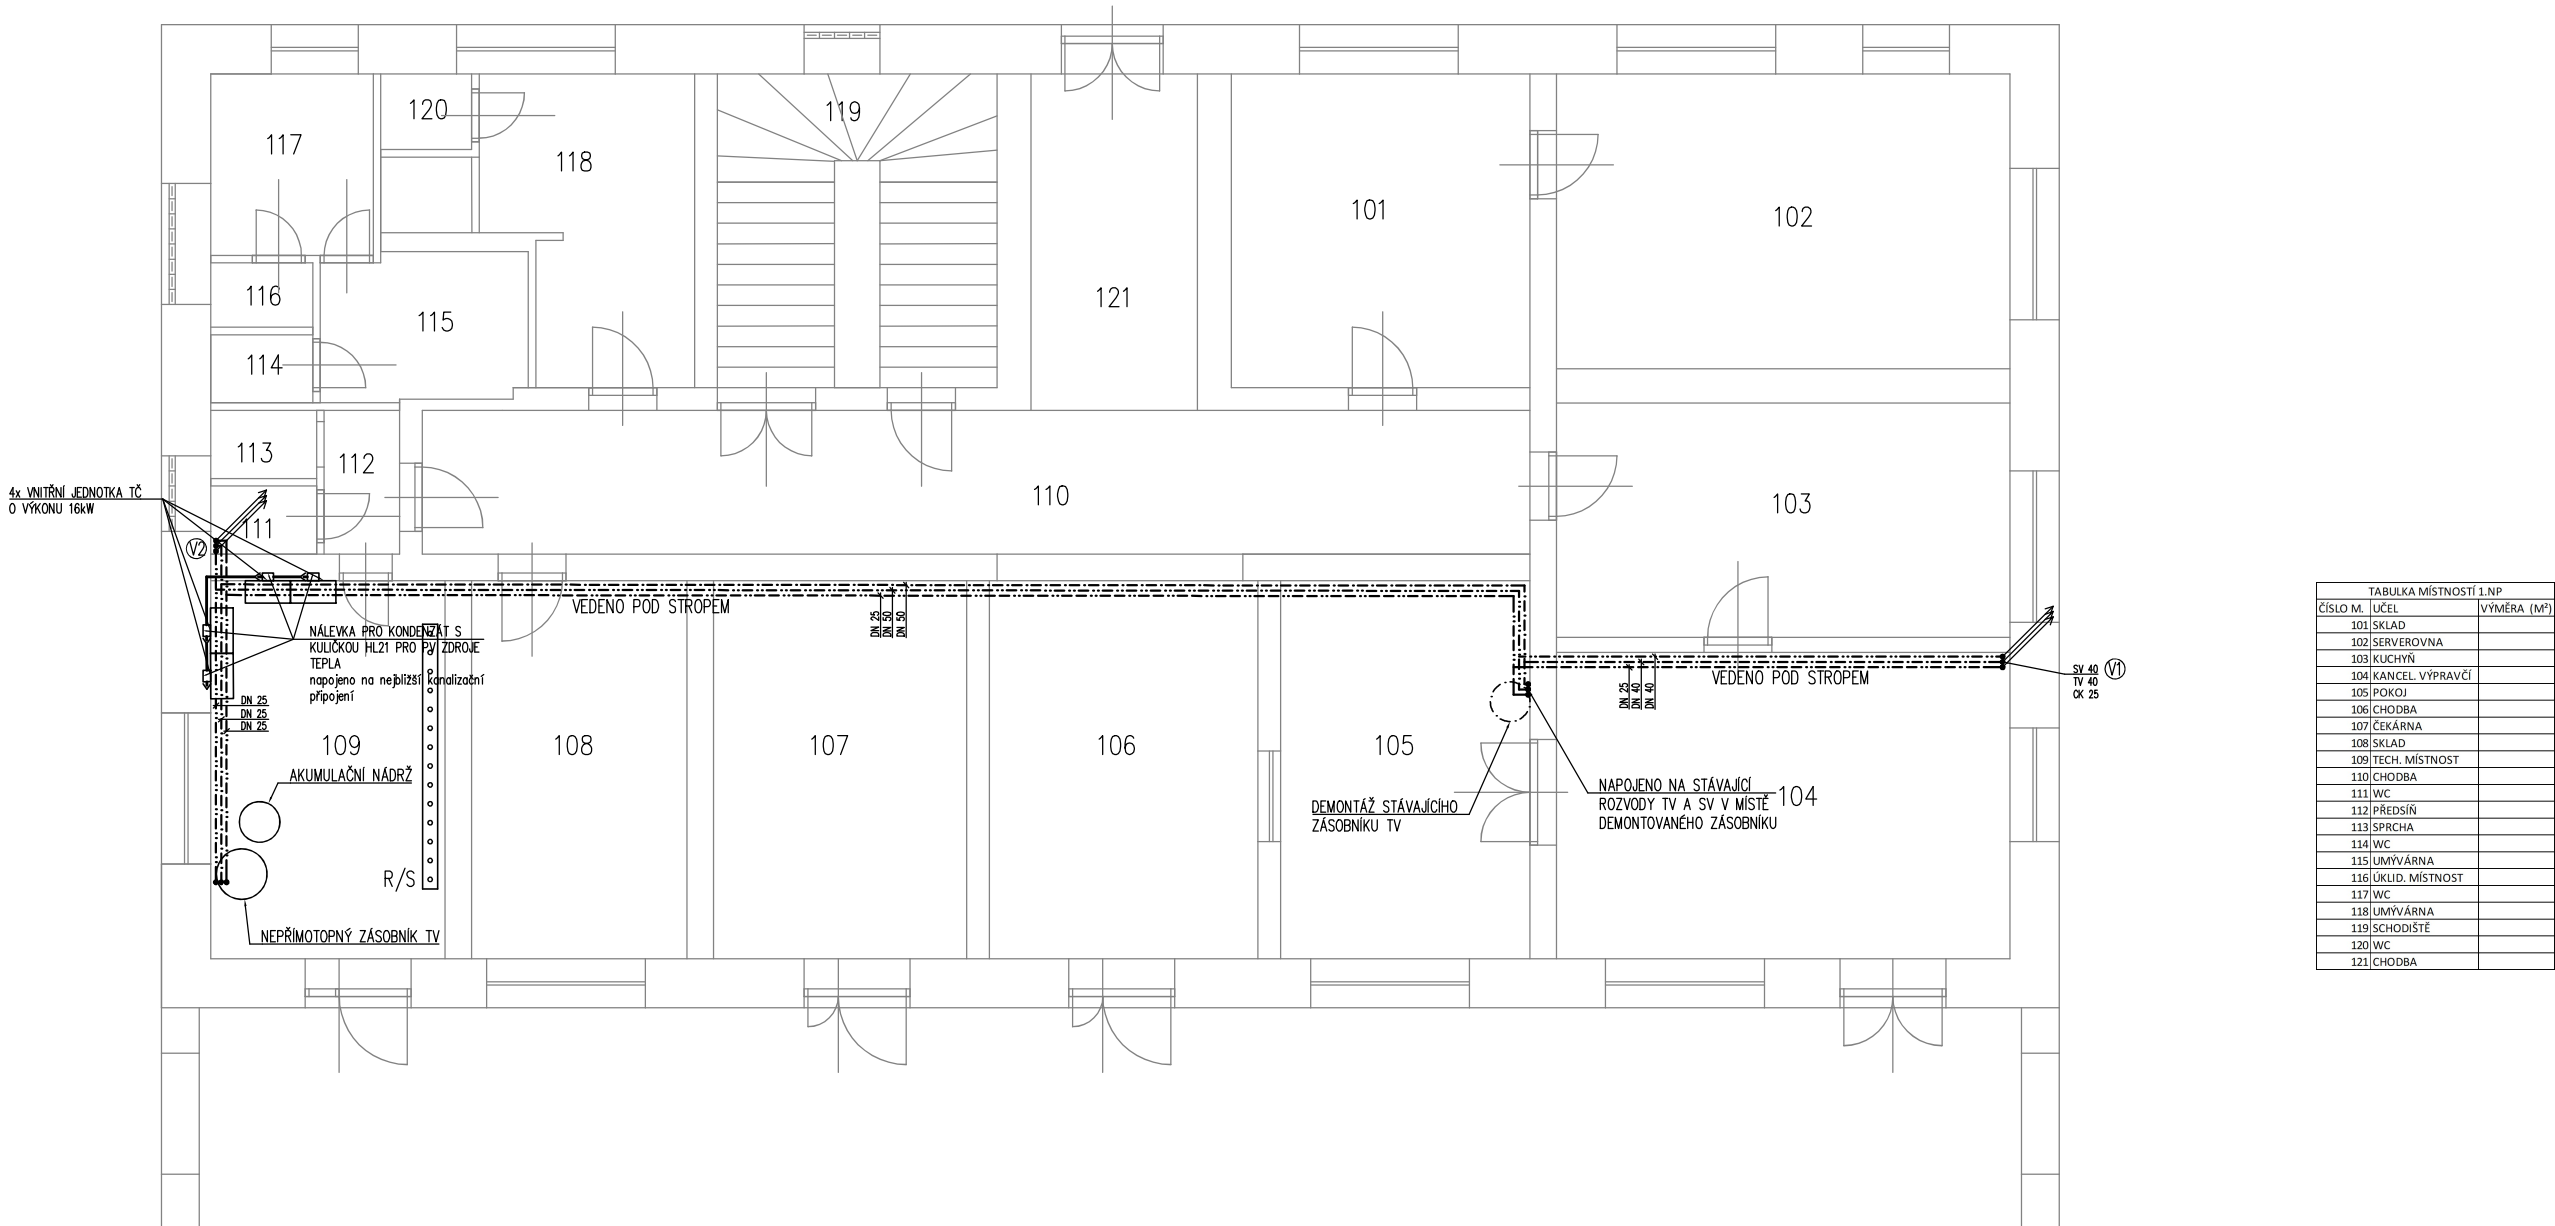 120
119
117
118
101
102
116
121
115
114
113
112
110
103
4x VNITŘNÍ JEDNOTKA TČ
O VÝKONU 16kW
111
V2
VEDENO POD STROPEM
DN 25
DN 50
DN 50
NÁLEVKA PRO KONDENZÁT S
KULIČKOU HL21 PRO PV ZDROJE
TEPLA
napojeno na nejbližší kanalizační
připojení
DN 25
DN 25
DN 25
VEDENO POD STROPEM
DN 25
DN 40
DN 40
SV 40
TV 40
CK 25
V1
109
108
107
106
105
AKUMULAČNÍ NÁDRŽ
DEMONTÁŽ STÁVAJÍCÍHO
ZÁSOBNÍKU TV
NAPOJENO NA STÁVAJÍCÍ
ROZVODY TV A SV V MÍSTĚ
DEMONTOVANÉHO ZÁSOBNÍKU
104
R/S
NEPŘÍMOTOPNÝ ZÁSOBNÍK TV
TABULKA MÍSTNOSTÍ 1.NP
ČÍSLO M. UČEL VÝMĚRA (M²)
101 SKLAD
102 SERVEROVNA
103 KUCHYŇ
104 KANCEL. VÝPRAVČÍ
105 POKOJ
106 CHODBA
107 ČEKÁRNA
108 SKLAD
109 TECH. MÍSTNOST
110 CHODBA
111 WC
112 PŘEDSÍŇ
113 SPRCHA
114 WC
115 UMÝVÁRNA
116 ÚKLID. MÍSTNOST
117 WC
118 UMÝVÁRNA
119 SCHODIŠTĚ
120 WC
121 CHODBA